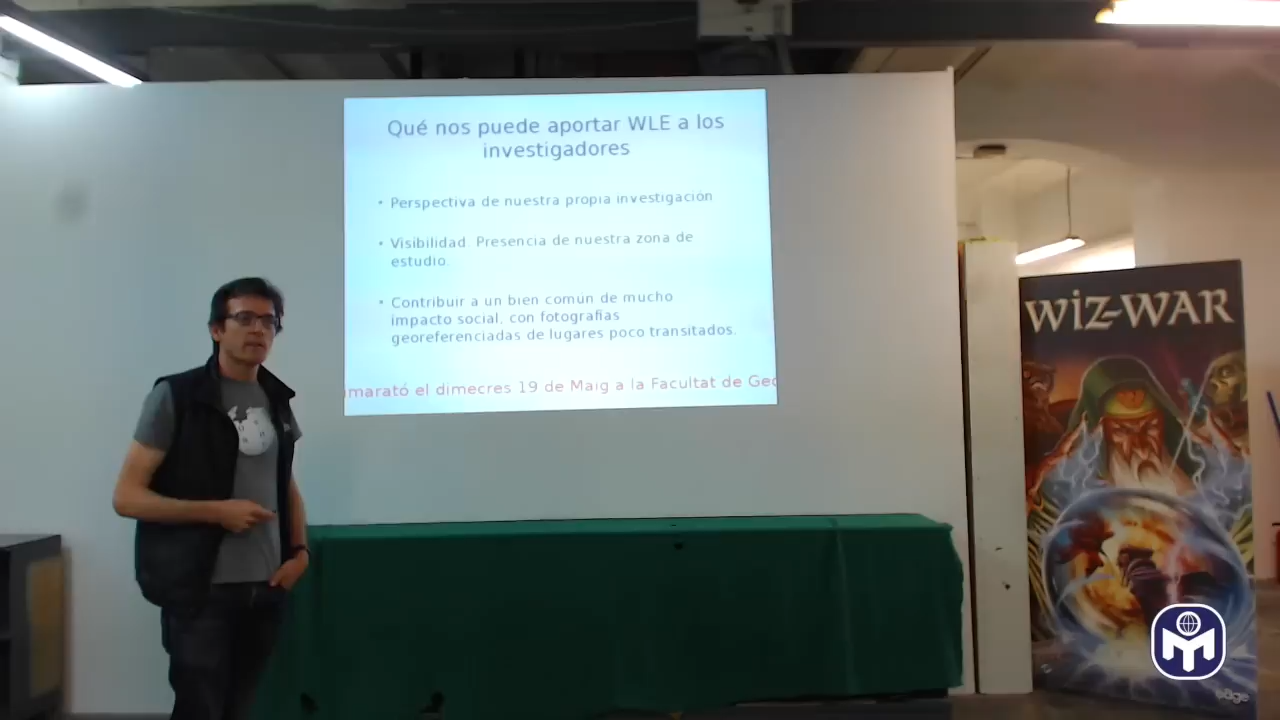 Qué nos puede aportar WLE a los
investigadores
• Perspectiva de nuestra propia investigación
• Visibilidad. Presencia de nuestra zona de
estudio.
• Contribuir a un bien común de mucho
impacto social, con fotografías
georeferenciadas de lugares poco transitados.
marató el dimecres 19 de Maig a la Facultat de Geo
WIZ-WAR
edge